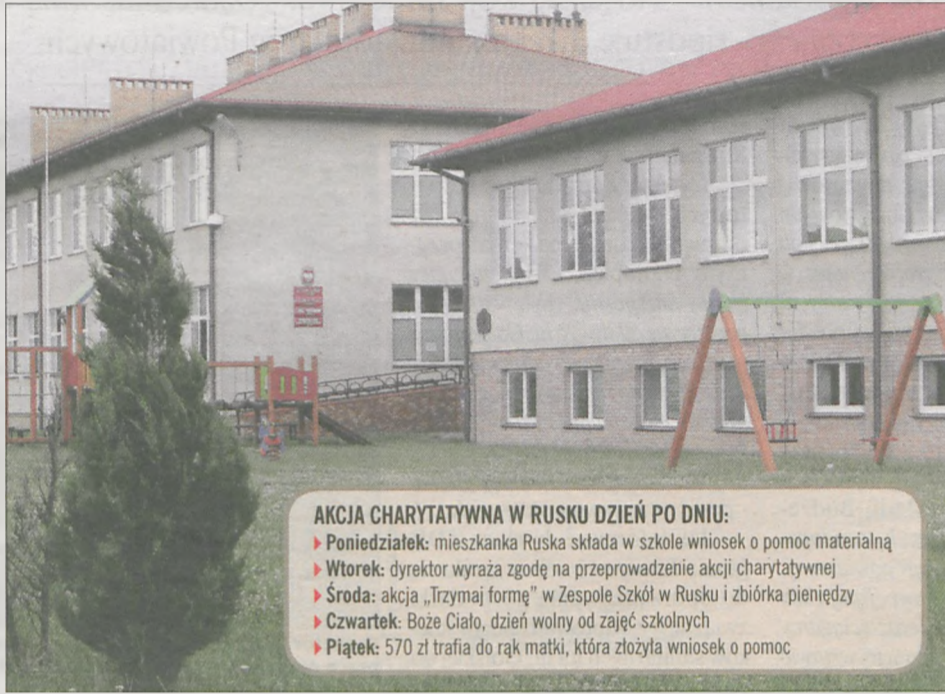 AKCJA CHARYTATYWNA W RUSKU DZIEŃ PO DNIU:
Poniedziałek: mieszkanka Ruska składa w szkole wniosek o pomoc materialną
Wtorek: dyrektor wyraża zgodę na przeprowadzenie akcji charytatywnej
Środa: akcja „Trzymaj formę” w Zespole Szkół w Rusku i zbiórka pieniędzy
Czwartek: Boże Ciało, dzień wolny od zajęć szkolnych
Piątek: 570 zł trafia do rąk matki, która złożyła wniosek o pomoc